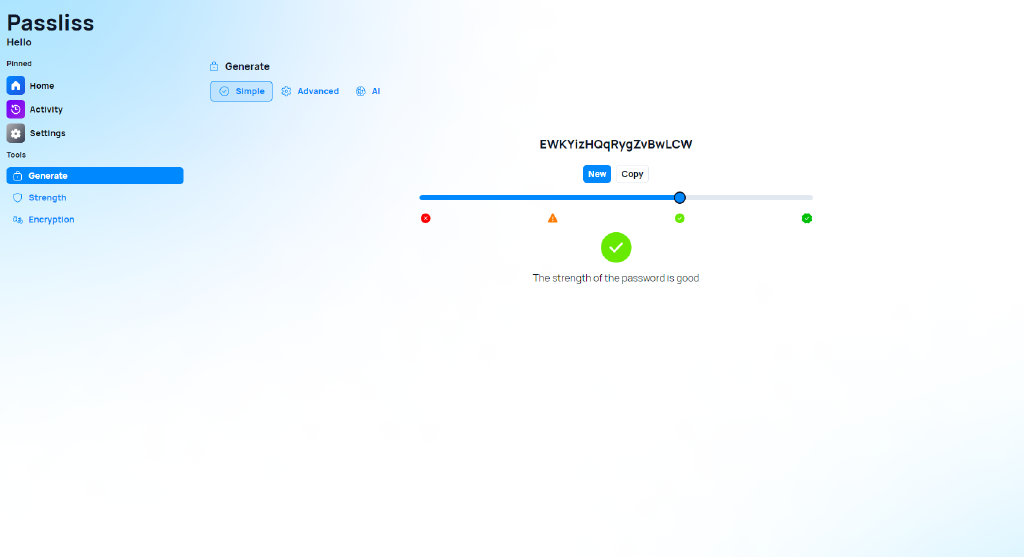 Passliss
Hello
Pinned
Home
Activity
Settings
Tools
Generate
Strength
Encryption
Generate
Simple Advanced AI
EWKYizHQqRygZvBwLCW
New Copy
The strength of the password is good